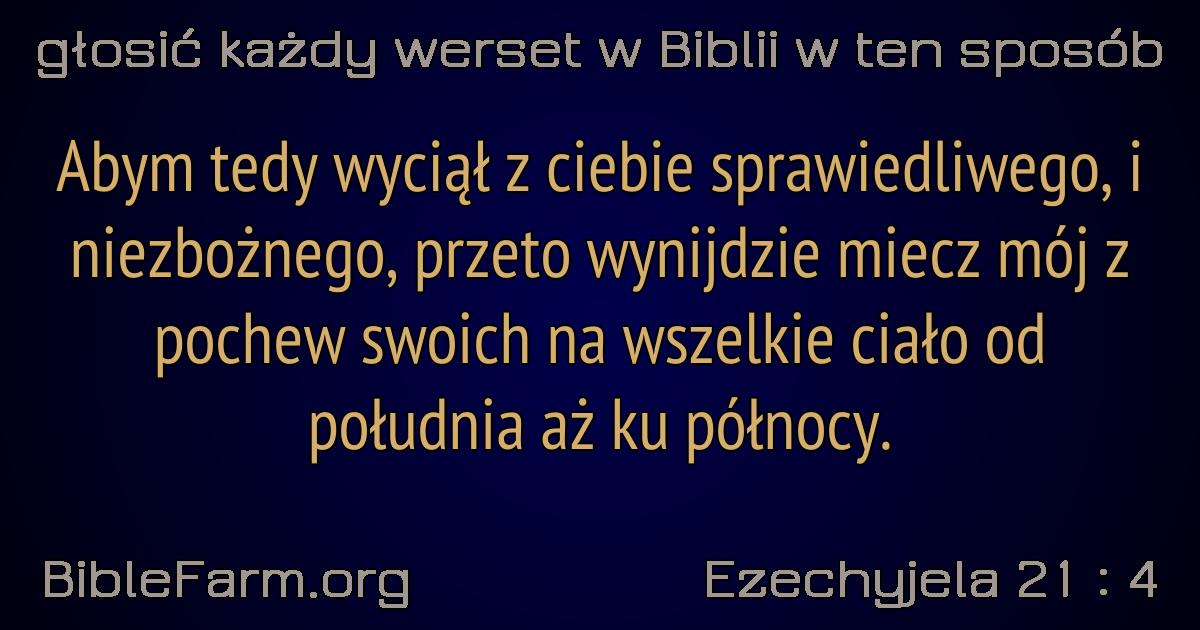 głosić każdy werset w Biblii w ten sposób
Abym tedy wyciął z ciebie sprawiedliwego, i
niezbożnego, przeto wynijdzie miecz mój z
pochew swoich na wszelkie ciało od
południa aż ku północy.
BibleFarm.org
Ezechyjela 21 : 4